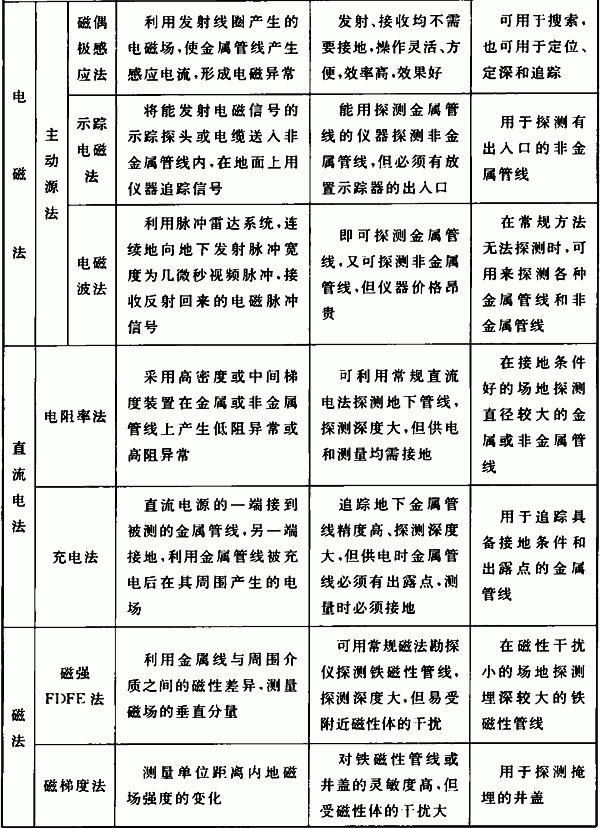 电
磁
法
主
动
源
法
磁偶
极感
应法
利用发射线圈产生的
电磁场,使金属管线产生
感应电流,形成电磁异常
发射、接收均不需
要接地,操作灵活、方
便,效率高,效果好
可用于搜索,
也可用于定位、
定深和追踪
示踪
电磁
法
将能发射电磁信号的
示踪探头或电缆送入非
金属管线内、在地面上用
仪器追踪信号
能用探测金属管
线的仪器探测非金
属管线,但必须有放
置示踪器的出入口
用于探测有
出入口的非金
属管线
电磁
波法
利用脉冲雷达系统,连
续地向地下发射脉冲宽
度为几微秒视频脉冲,接
收反射回来的电磁脉冲
信号
即可探测金属管
线,又可探测非金属
管线,但仪器价格昂
贵
在常规方法
无法探测时,可
用来探测各种
金属管线和非
金属管线
直
流
电
法
电阻率法
采用高密度或中间梯
度装置在金属或非金属
管线上产生低阻异常或
高阻异常
可利用常规直流
电法探测地下管线,
探测深度大,但供电
和测量均需接地
在接地条件
好的场地探测
直径较大的金
属或非金属管
线
充电法
直流电源的一端接到
被测的金属管线,另一端
接地,利用金属管线被充
电后在其周围产生的电
场
追踪地下金属管
线精度高、探测深度
大,但供电时金属管
线必须有出露点,测
量时必须接地
用于追踪具
备接地条件和
出露点的金属
管线
磁
法
磁强
FDFE 法
利用金属线与周围介
质之间的磁性差异,测量
磁场的垂直分量
可用常规磁法勘探
仪探测铁磁性管线,
探测深度大,但易受
附近磁性体的干扰
在磁性干扰
小的场地探测
埋深较大的铁
磁性管线
磁梯度法
测量单位距离内地磁
场强度的变化
对铁磁性管线或
井盖的灵敏度高,但
受磁性体的干扰大
用于探测掩
埋的井盖